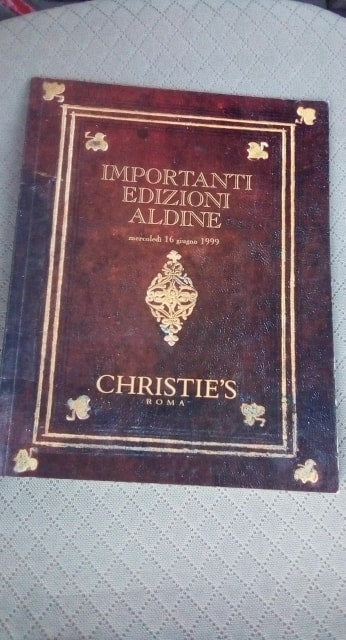 IMPORTANTI
EDIZIONI
ALDINE
mercoledì 16 giugno 1999
CHRISTIE'S
ROMA